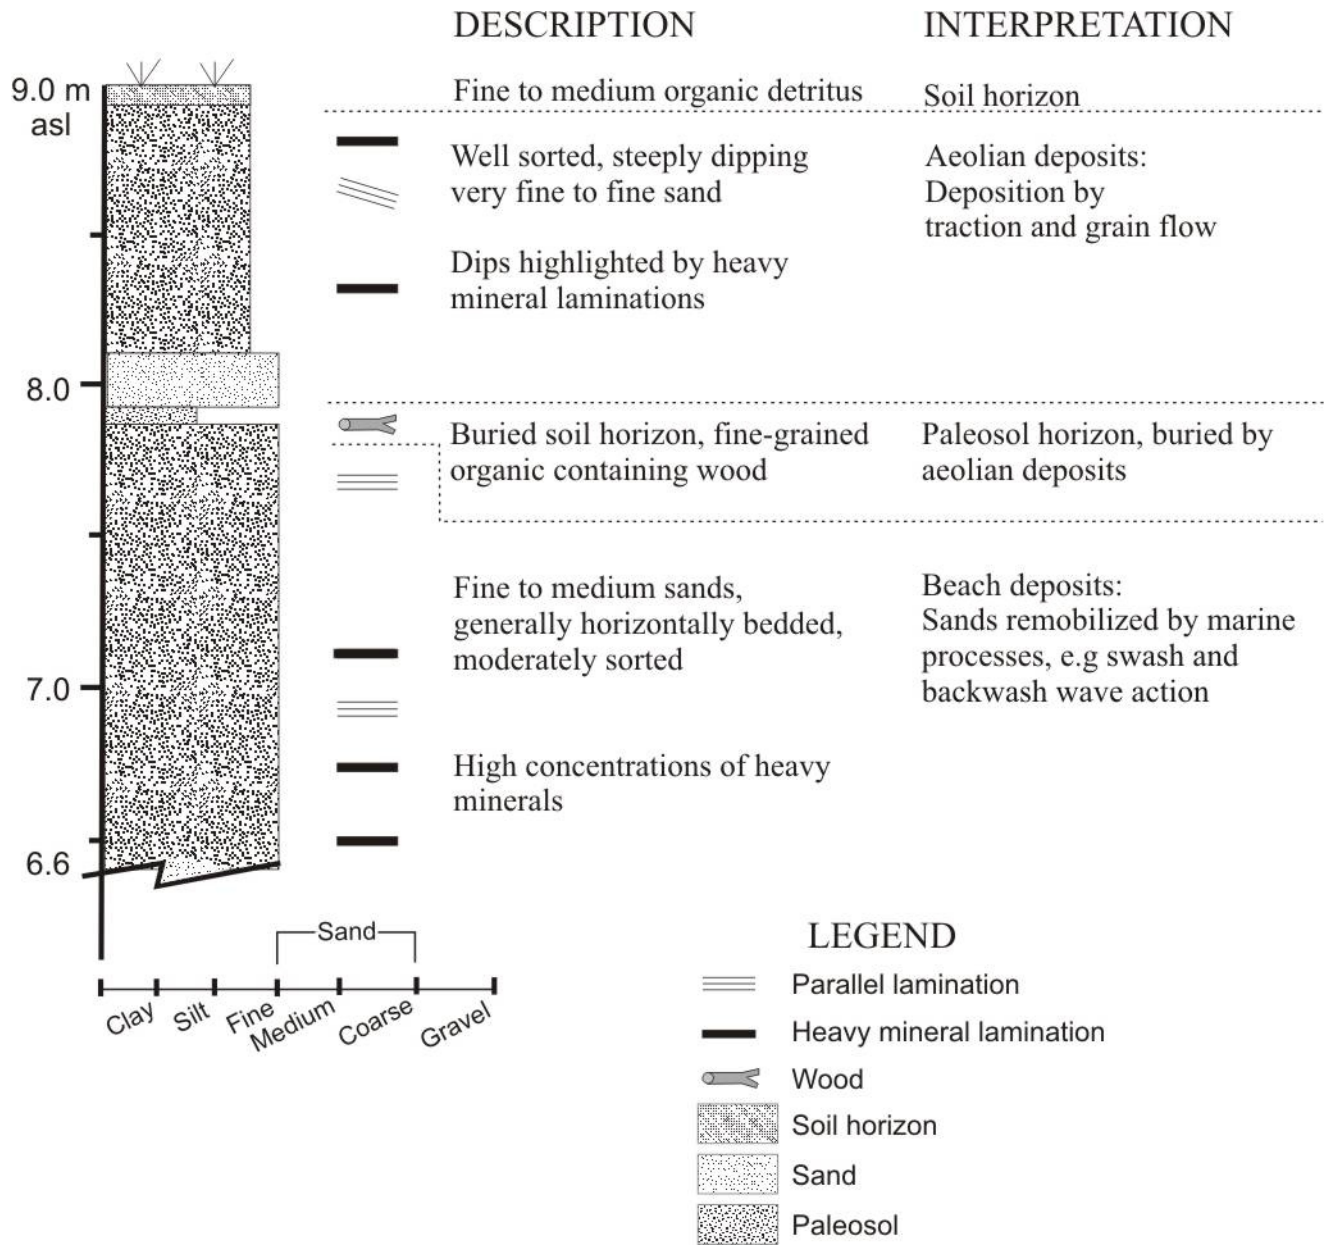 DESCRIPTION
INTERPRETATION
9.0 m
asl
Fine to medium organic detritus
Soil horizon
Well sorted, steeply dipping
very fine to fine sand
Aeolian deposits:
Deposition by
traction and grain flow
Dips highlighted by heavy
mineral laminations
8.0
Buried soil horizon, fine-grained
organic containing wood
Paleosol horizon, buried by
aeolian deposits
Fine to medium sands,
generally horizontally bedded,
moderately sorted
Beach deposits:
Sands remobilized by marine
processes, e.g swash and
backwash wave action
7.0
High concentrations of heavy
minerals
6.6
Sand
Clay
Silt
Fine
Medium
Coarse
Gravel
LEGEND
Parallel lamination
Heavy mineral lamination
Wood
Soil horizon
Sand
Paleosol